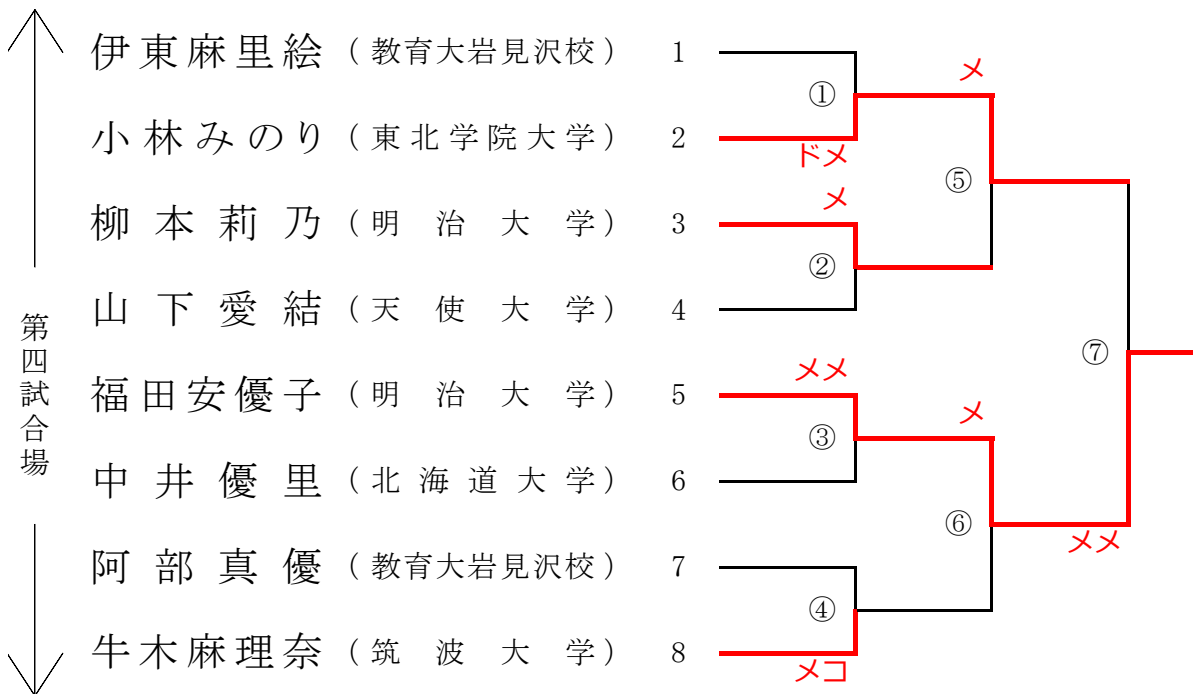 第四試合場
伊東麻里絵 (教育大岩見沢校) 1
小林みのり (東北学院大学) 2
柳本莉乃 (明治大学) 3
山下愛結 (天使大学) 4
福田安優子 (明治大学) 5
中井優里 (北海道大学) 6
阿部真優 (教育大岩見沢校) 7
牛木麻理奈 (筑波大学) 8
①
ドメ
メ
②
メメ
③
④
メコ
メ
⑤
メ
⑥
メメ
⑦